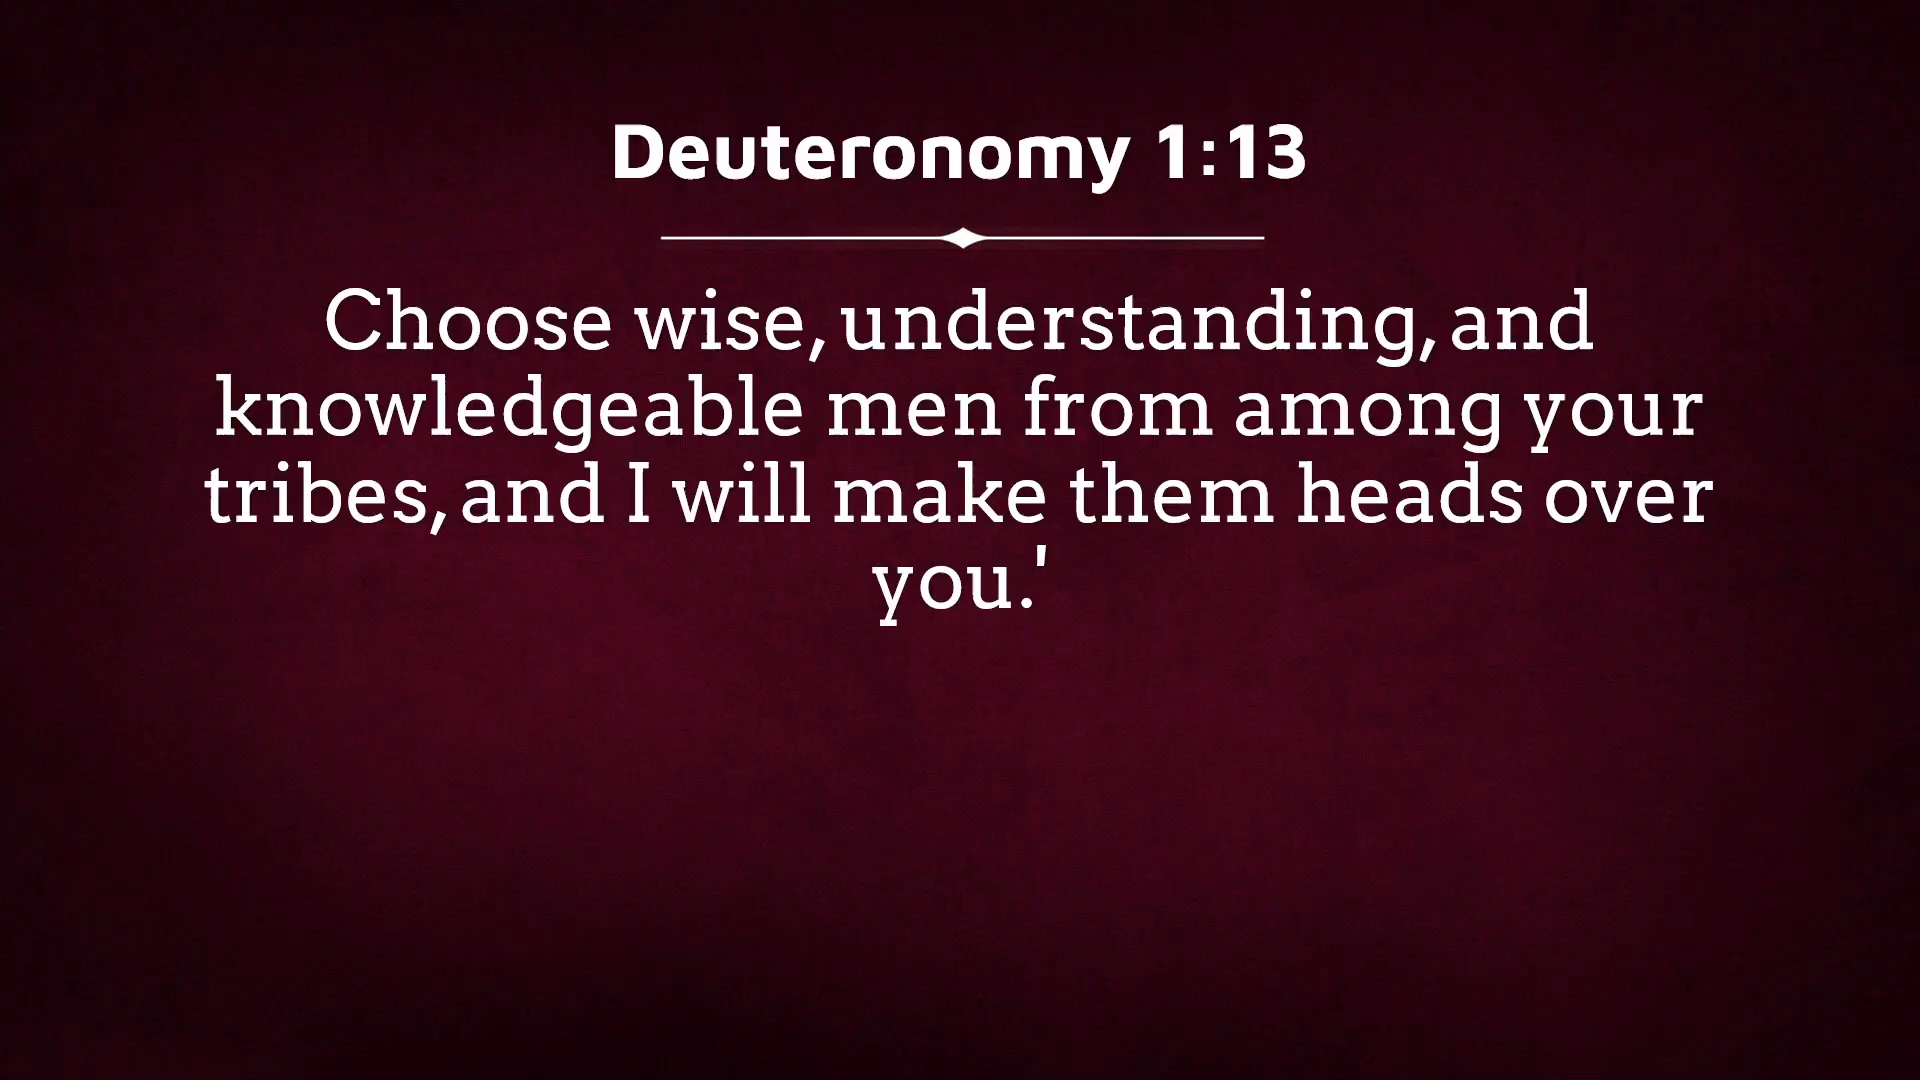 Deuteronomy 1:13
Choose wise, understanding, and
knowledgeable men from among your
tribes, and I will make them heads over
you.'